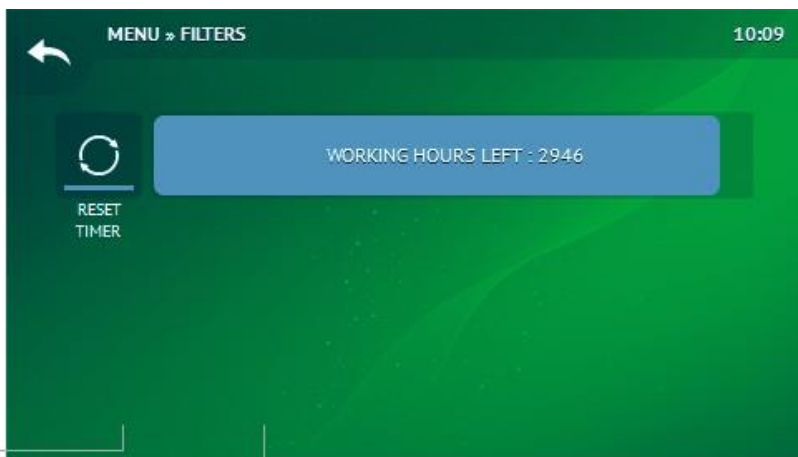 MENU » FILTERS
10:09
WORKING HOURS LEFT : 2946
RESET
TIMER